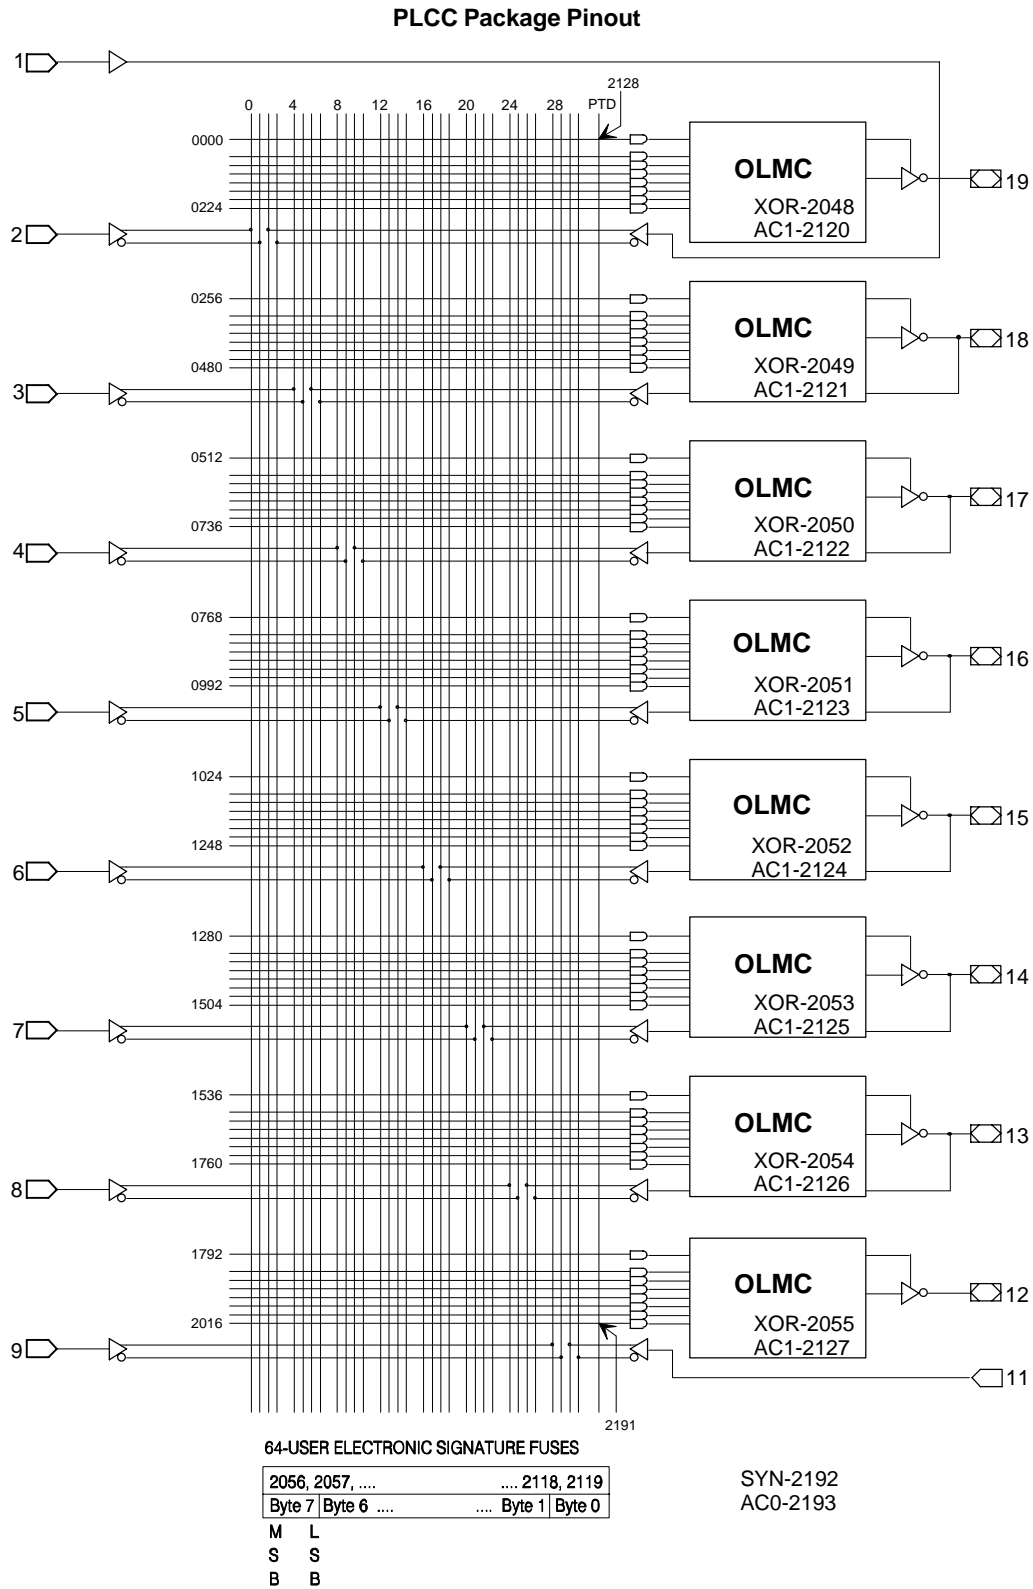 PLCC Package Pinout
1
2128
0 4 8 12 16 20 24 28 PTD
0000
OLMC
19
XOR-2048
0224
AC1-2120
2
0256
OLMC
18
XOR-2049
0480
AC1-2121
3
0512
OLMC
17
XOR-2050
0736
AC1-2122
4
0768
OLMC
16
XOR-2051
0992
AC1-2123
5
1024
OLMC
15
XOR-2052
1248
AC1-2124
6
1280
OLMC
14
XOR-2053
1504
AC1-2125
7
1536
OLMC
13
XOR-2054
1760
AC1-2126
8
1792
OLMC
12
XOR-2055
2016
AC1-2127
9
11
2191
64-USER ELECTRONIC SIGNATURE FUSES
2056, 2057, .... .... 2118, 2119
Byte 7 Byte 6 .... .... Byte 1 Byte 0
M L
S S
B B
SYN-2192
AC0-2193